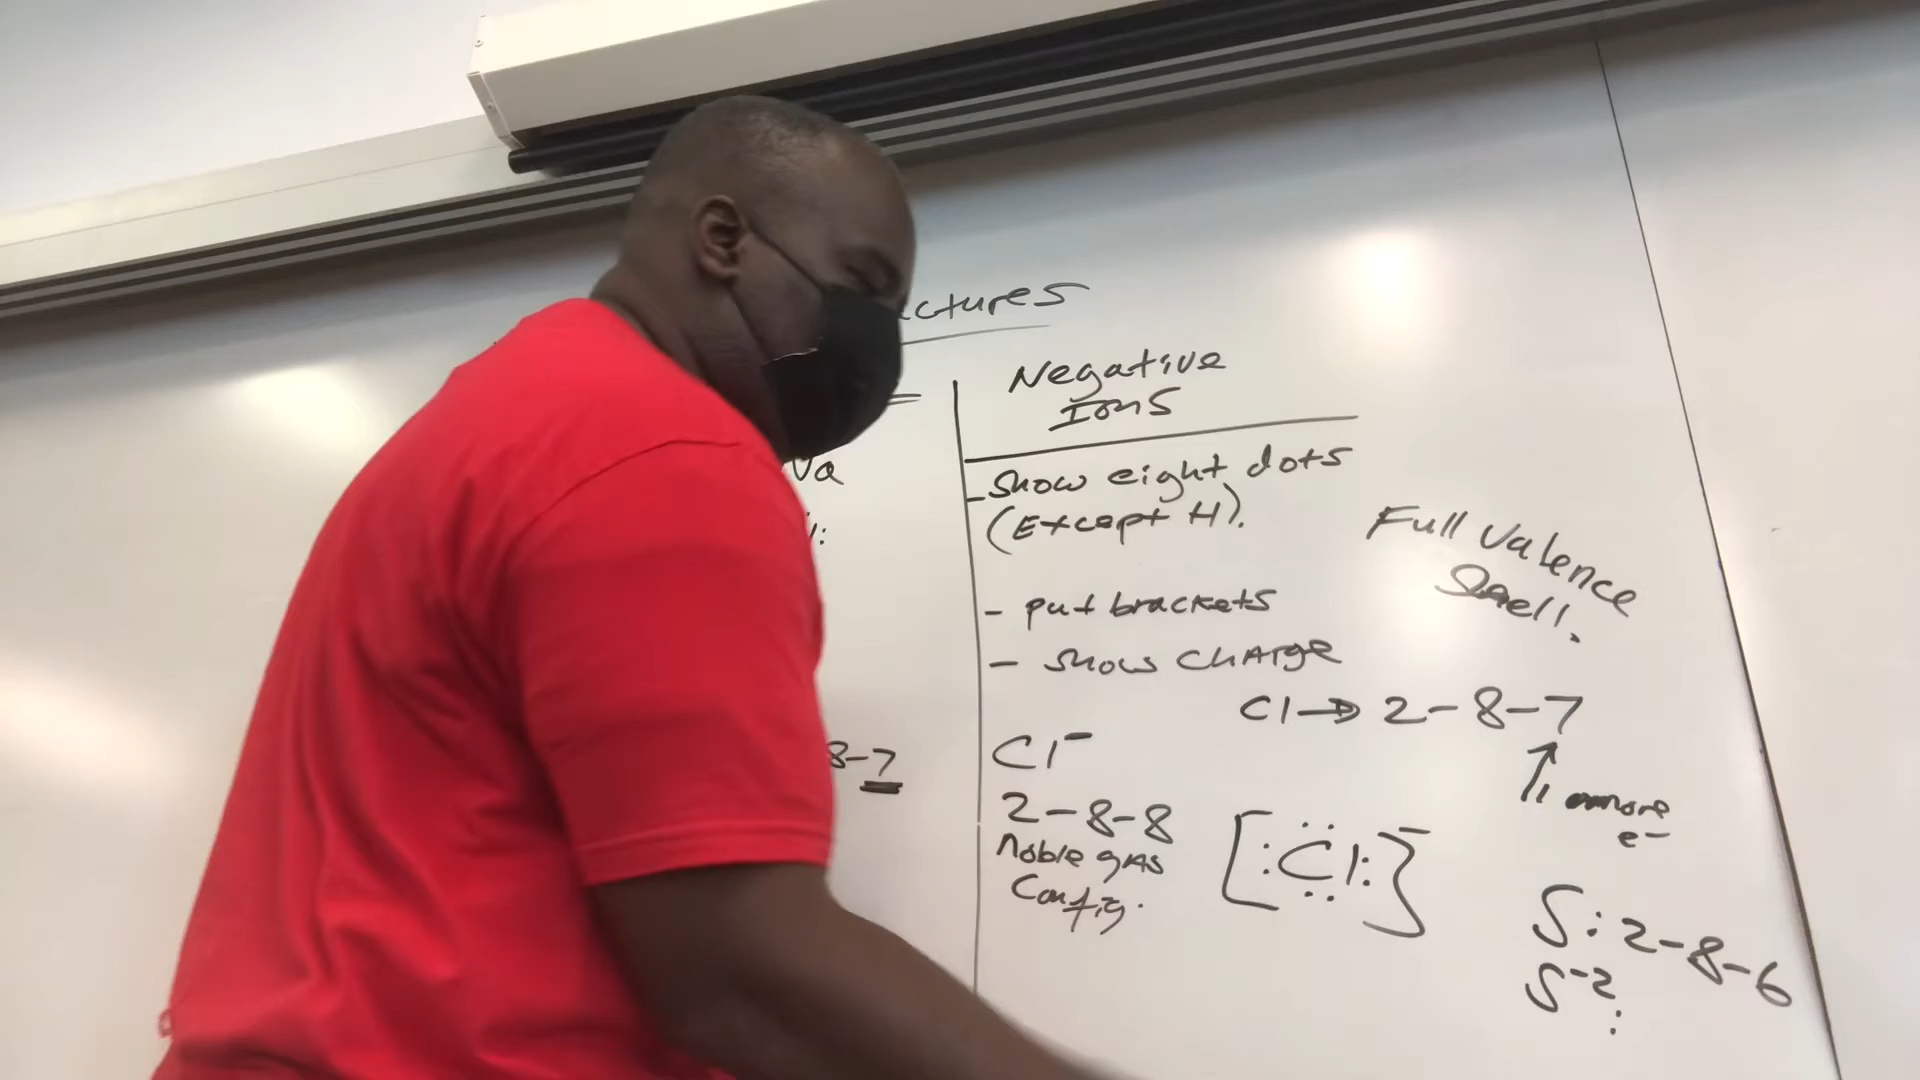 ctures
Negative
Ions
=
Va
- Show eight dots
(Except H).
- put brackets
- show charge
Full Valence
Shell.
Cl → 2-8-7
more
e-
8-7
Cl-
2-8-8
Noble gas
Config.
[:Cl:]-
S: 2-8-6
S-2: